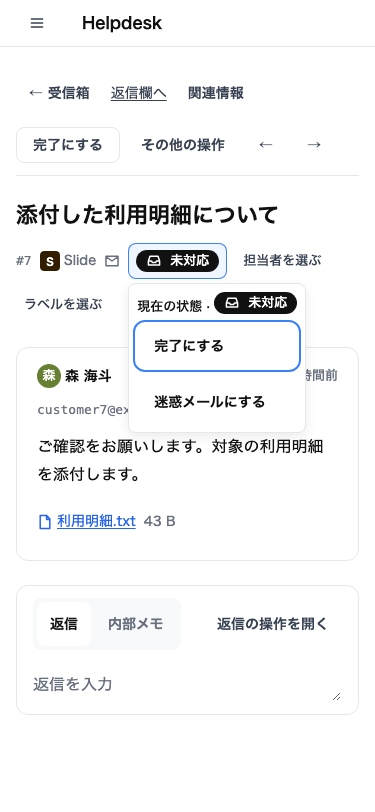 Helpdesk
← 受信箱 返信欄へ 関連情報
完了にする その他の操作 ← →
添付した利用明細について
#7 S Slide 未対応 担当者を選ぶ
ラベルを選ぶ
現在の状態 · 未対応
完了にする
迷惑メールにする
森 森 海斗 時間前
customer7@ex
ご確認をお願いします。対象の利用明細
を添付します。
利用明細.txt 43 B
返信 内部メモ 返信の操作を開く
返信を入力